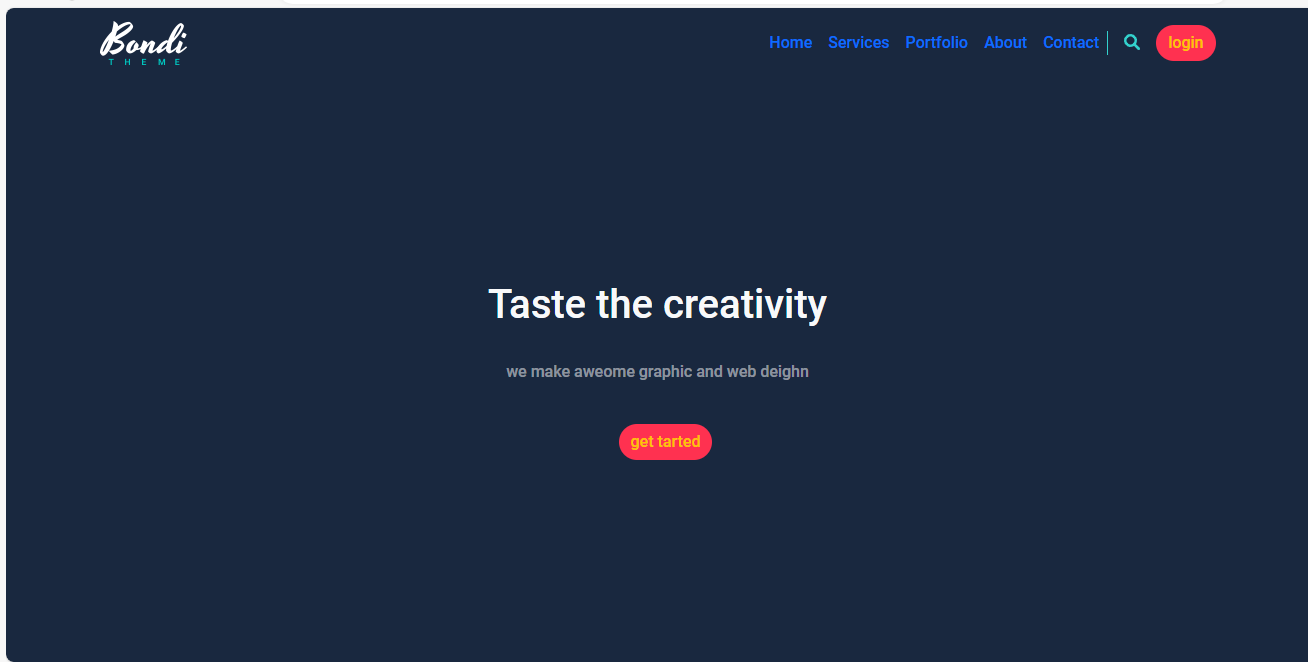 Bondi
THEME
Home Services Portfolio About Contact login
Taste the creativity
we make aweome graphic and web deighn
get tarted